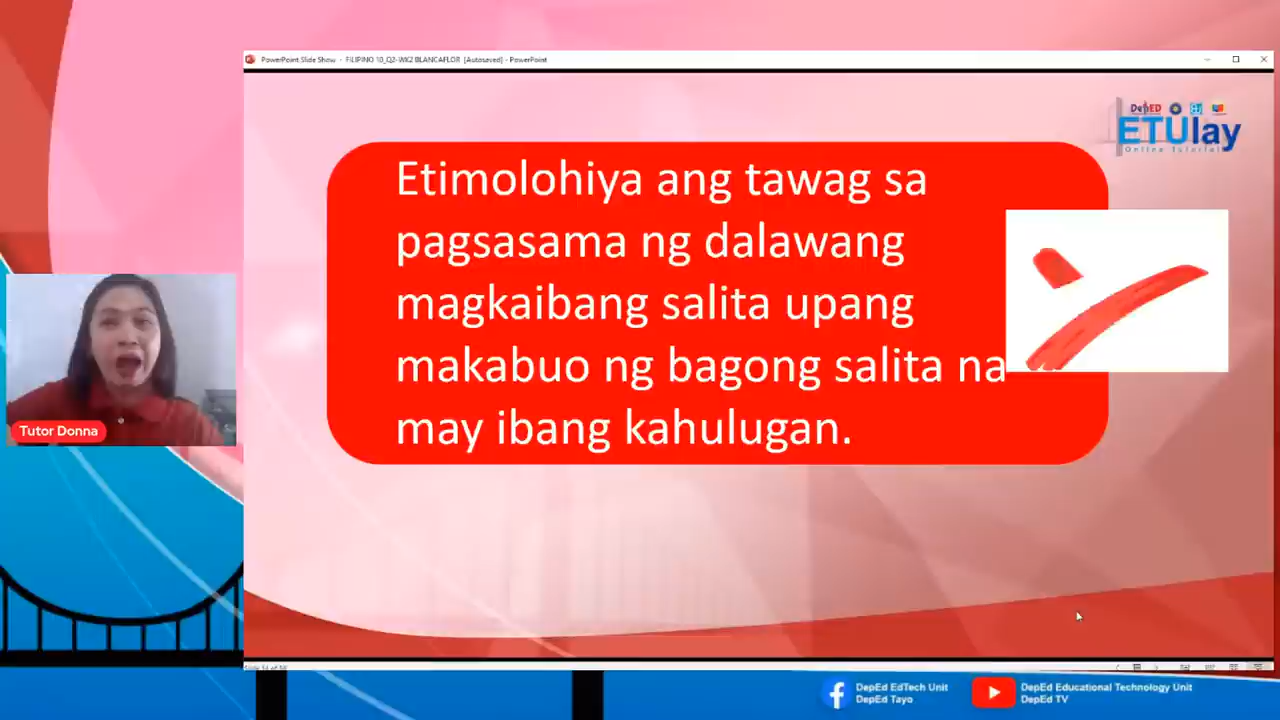 PowerPoint Slide Show - FILIPINO 10_Q2-WK2 BLANCAFLOR [Autosaved] - PowerPoint
DepED
ETUlay
Online Tutorial
Etimolohiya ang tawag sa
pagsasama ng dalawang
magkaibang salita upang
makabuo ng bagong salita na
may ibang kahulugan.
Tutor Donna
DepEd EdTech Unit
DepEd Tayo
DepEd Educational Technology Unit
DepEd TV